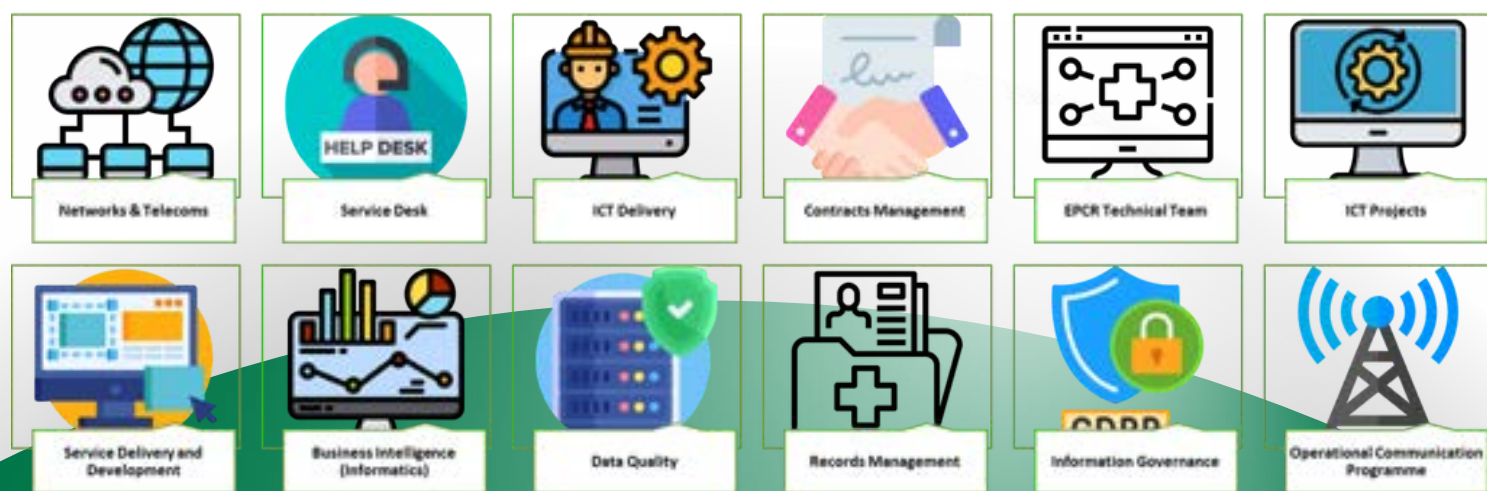 HELP DESK
Networks & Telecoms
Service Desk
ICT Delivery
Contracts Management
EPCR Technical Team
ICT Projects
GDPR
Service Delivery and
Development
Business Intelligence
(Informatics)
Data Quality
Records Management
Information Governance
Operational Communication
Programme